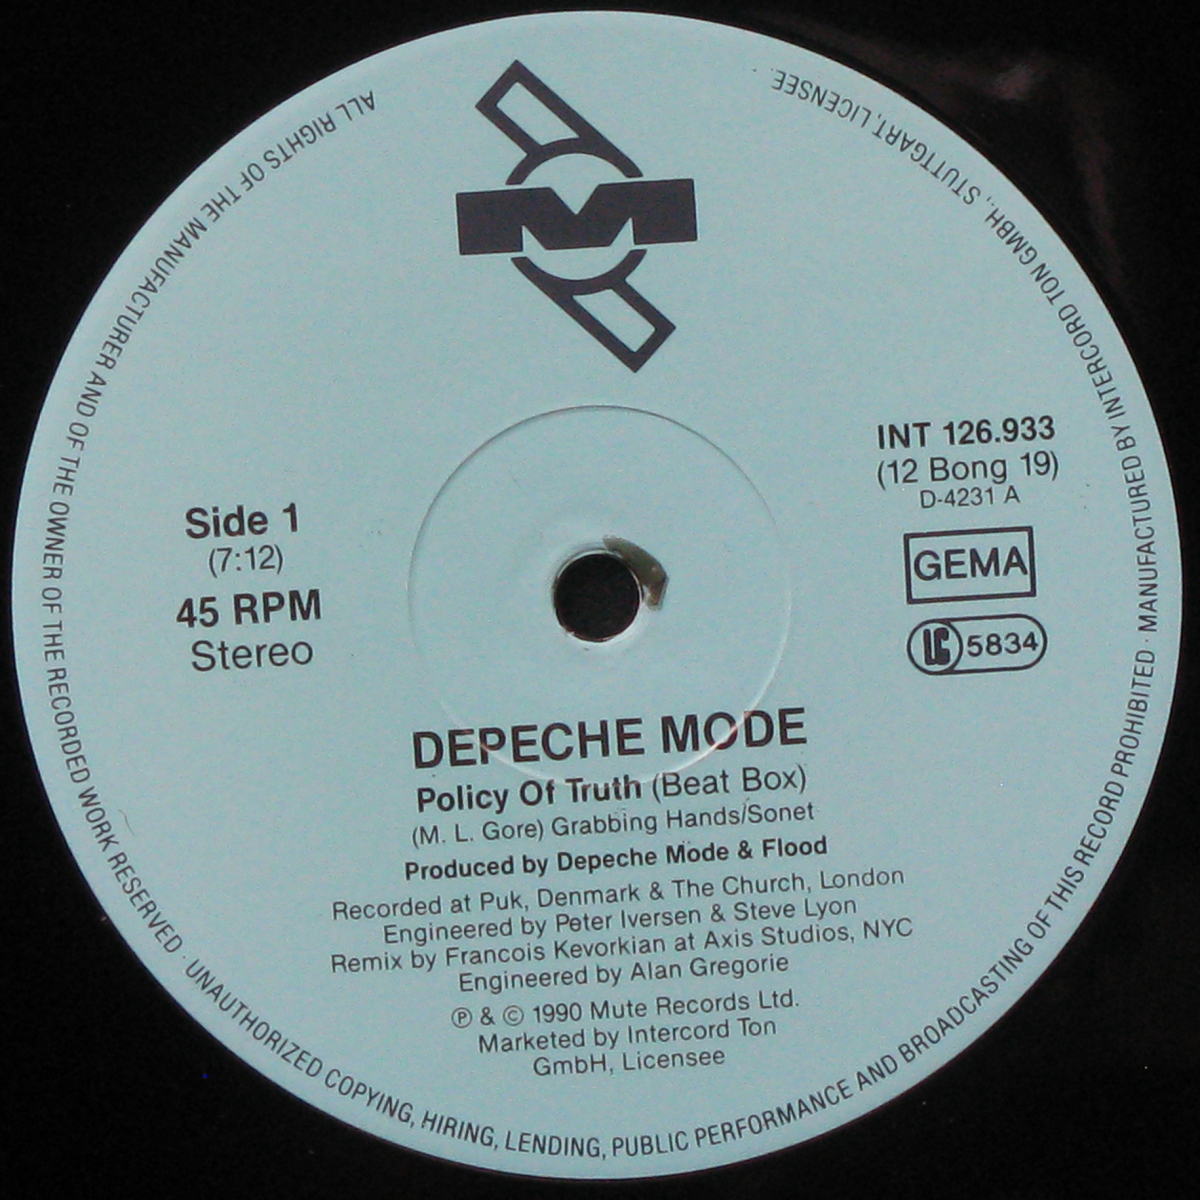 M
ALL RIGHTS OF THE MANUFACTURER AND OF THE OWNER OF THE RECORDED WORK RESERVED · UNAUTHORIZED COPYING, HIRING, LENDING, PUBLIC PERFORMANCE AND BROADCASTING OF THIS RECORD PROHIBITED · MANUFACTURED BY INTERCORD TON GMBH., STUTTGART, LICENSEE.
INT 126.933
(12 Bong 19)
D-4231 A
GEMA
LC 5834
Side 1
(7:12)
45 RPM
Stereo
DEPECHE MODE
Policy Of Truth (Beat Box)
(M. L. Gore) Grabbing Hands/Sonet
Produced by Depeche Mode & Flood
Recorded at Puk, Denmark & The Church, London
Engineered by Peter Iversen & Steve Lyon
Remix by Francois Kevorkian at Axis Studios, NYC
Engineered by Alan Gregorie
℗ & © 1990 Mute Records Ltd.
Marketed by Intercord Ton
GmbH, Licensee